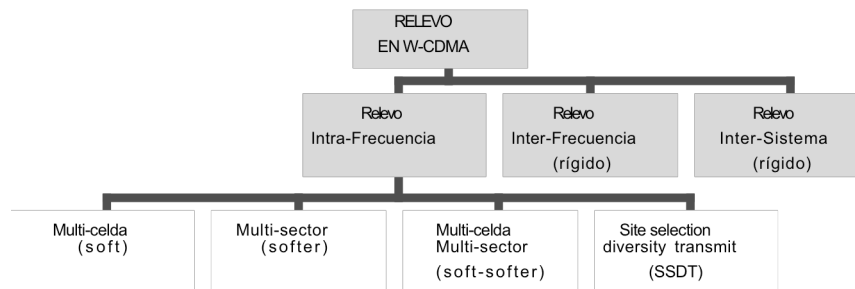 RELEVO
EN W-CDMA
Relevo
Intra-Frecuencia
Relevo
Inter-Frecuencia
(rígido)
Relevo
Inter-Sistema
(rígido)
Multi-celda
(soft)
Multi-sector
(softer)
Multi-celda
Multi-sector
(soft-softer)
Site selection
diversity transmit
(SSDT)